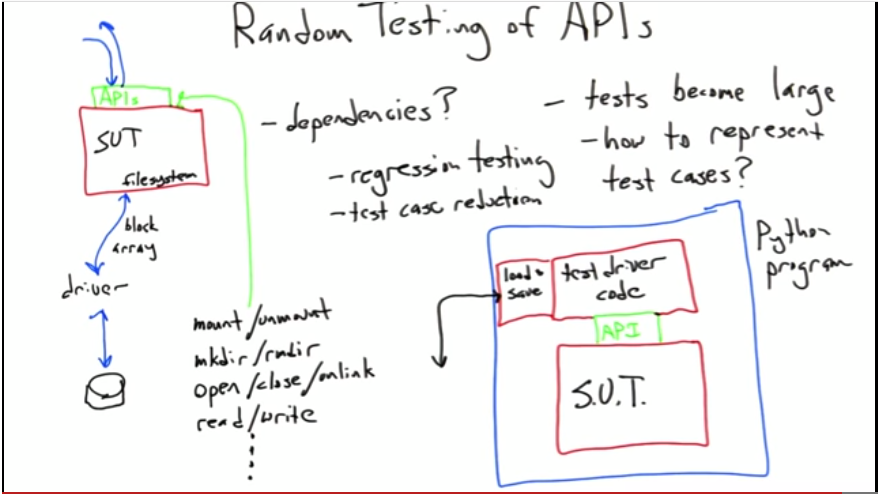 Random Testing of APIs
APIs
SUT
filesystem
block
array
driver
- dependencies?
- regression testing
- test case reduction
- tests become large
- how to represent
test cases?
mount/unmount
mkdir/rmdir
open/close/unlink
read/write
Python
program
load &
save
test driver
code
API
S.U.T.